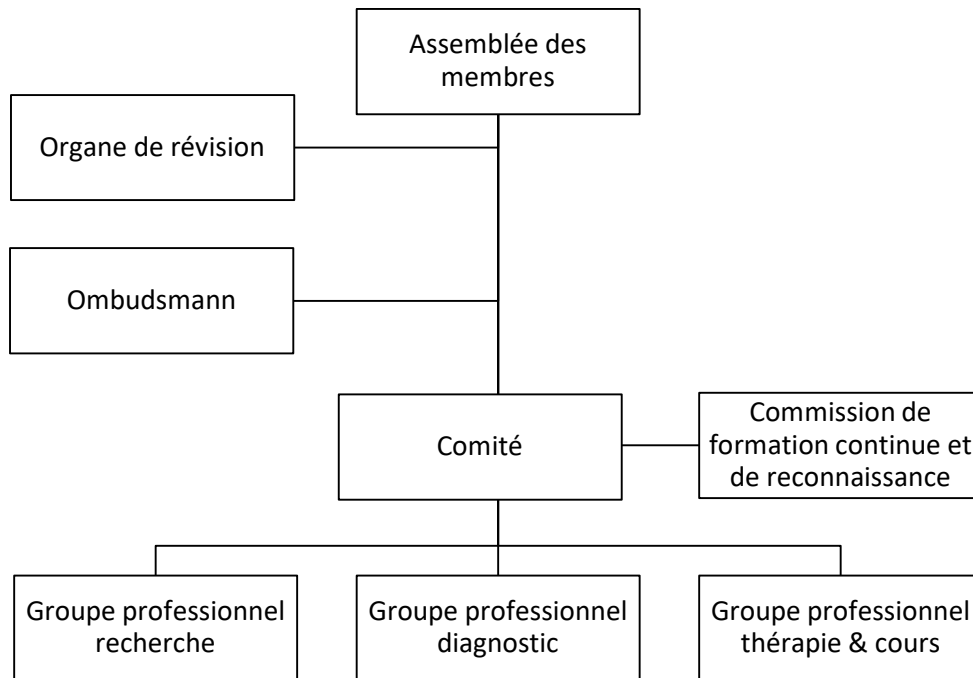 Assemblée des
membres
Organe de révision
Ombudsmann
Comité
Commission de
formation continue et
de reconnaissance
Groupe professionnel
recherche
Groupe professionnel
diagnostic
Groupe professionnel
thérapie & cours